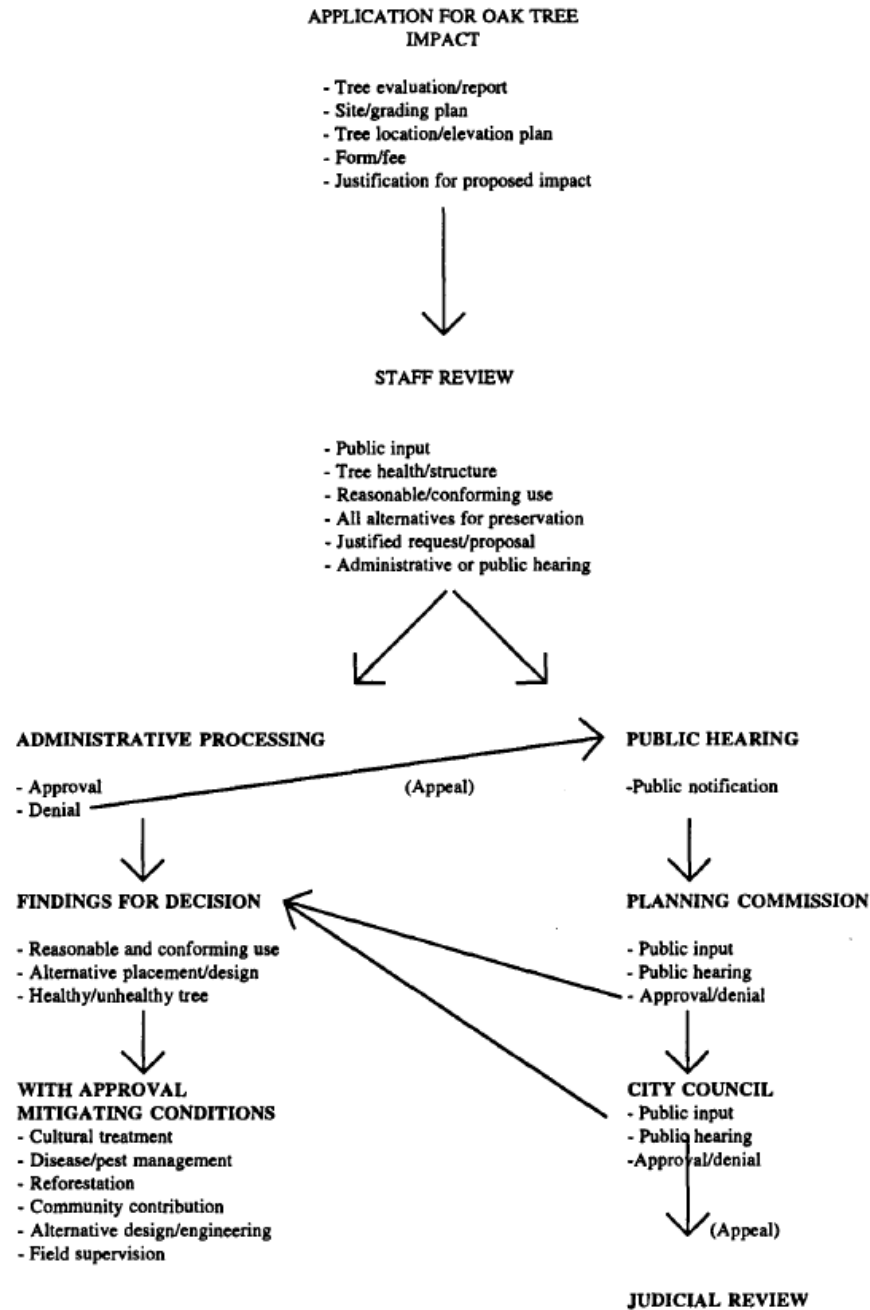 APPLICATION FOR OAK TREE
IMPACT
- Tree evaluation/report
- Site/grading plan
- Tree location/elevation plan
- Form/fee
- Justification for proposed impact
STAFF REVIEW
- Public input
- Tree health/structure
- Reasonable/conforming use
- All alternatives for preservation
- Justified request/proposal
- Administrative or public hearing
ADMINISTRATIVE PROCESSING
- Approval
- Denial
(Appeal)
PUBLIC HEARING
-Public notification
FINDINGS FOR DECISION
- Reasonable and conforming use
- Alternative placement/design
- Healthy/unhealthy tree
PLANNING COMMISSION
- Public input
- Public hearing
- Approval/denial
WITH APPROVAL
MITIGATING CONDITIONS
- Cultural treatment
- Disease/pest management
- Reforestation
- Community contribution
- Alternative design/engineering
- Field supervision
CITY COUNCIL
- Public input
- Public hearing
-Approval/denial
(Appeal)
JUDICIAL REVIEW